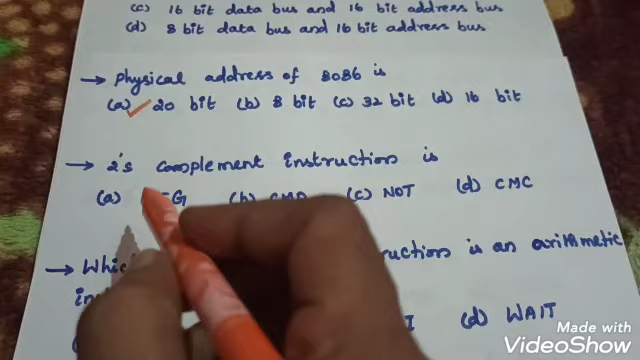 (c) 16 bit data bus and 16 bit address bus
(d) 8 bit data bus and 16 bit address bus
→ Physical address of 8086 is
(a) 20 bit (b) 8 bit (c) 32 bit (d) 16 bit
→ 2's complement instruction is
(a) (b) (c) NOT (d) CMC
→ is an arithmetic
(d) WAIT
Made with
VideoShow